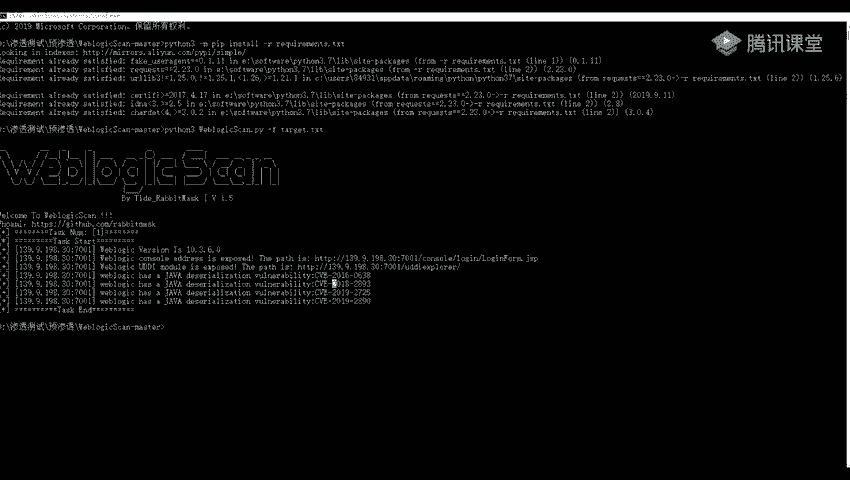 (c) 2019 Microsoft Corporation。保留所有权利。
腾讯课堂
:\渗透测试\预渗透\WeblogicScan-master>python3 -m pip install -r requirements.txt
Looking in indexes: http://mirrors.aliyun.com/pypi/simple/
Requirement already satisfied: fake_useragent==0.1.11 in e:\software\python3.7\lib\site-packages (from -r requirements.txt (line 1)) (0.1.11)
Requirement already satisfied: requests==2.23.0 in e:\software\python3.7\lib\site-packages (from -r requirements.txt (line 2)) (2.23.0)
Requirement already satisfied: urllib3!=1.25.0,!=1.25.1,<1.26,>=1.21.1 in c:\users\84931\appdata\roaming\python\python37\site-packages (from requests==2.23.0->-r requirements.txt (line 2)) (1.25.6)
Requirement already satisfied: certifi>=2017.4.17 in e:\software\python3.7\lib\site-packages (from requests==2.23.0->-r requirements.txt (line 2)) (2019.9.11)
Requirement already satisfied: idna<3,>=2.5 in e:\software\python3.7\lib\site-packages (from requests==2.23.0->-r requirements.txt (line 2)) (2.8)
Requirement already satisfied: chardet<4,>=3.0.2 in e:\software\python3.7\lib\site-packages (from requests==2.23.0->-r requirements.txt (line 2)) (3.0.4)
:\渗透测试\预渗透\WeblogicScan-master>python3 WeblogicScan.py -f target.txt
Weblogic Scan
By Tide_RabbitMask | V 1.5
Welcome To WeblogicScan !!!
https://github.com/rabbitmask
[*] =========Task Num: [1]=========
[*] =========Task Start=========
[+] [139.9.198.30:7001] Weblogic Version Is 10.3.6.0
[+] [139.9.198.30:7001] Weblogic console address is exposed! The path is: http://139.9.198.30:7001/console/login/LoginForm.jsp
[+] [139.9.198.30:7001] Weblogic UDDI module is exposed! The path is: http://139.9.198.30:7001/uddiexplorer/
[+] [139.9.198.30:7001] weblogic has a JAVA deserialization vulnerability:CVE-2016-0638
[+] [139.9.198.30:7001] weblogic has a JAVA deserialization vulnerability:CVE-2018-2893
[+] [139.9.198.30:7001] weblogic has a JAVA deserialization vulnerability:CVE-2019-2725
[+] [139.9.198.30:7001] weblogic has a JAVA deserialization vulnerability:CVE-2019-2890
[*] =========Task End=========
:\渗透测试\预渗透\WeblogicScan-master>